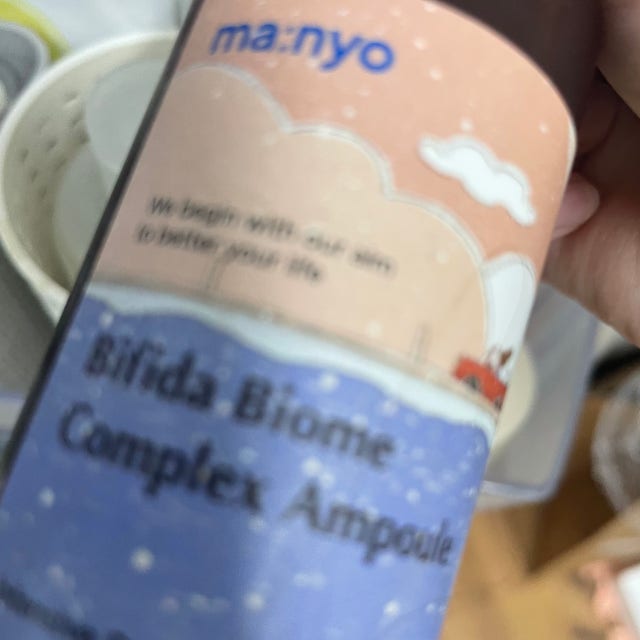 ma:nyo
We begin with our aim
to better your life
Bifida Biome
Complex Ampoule